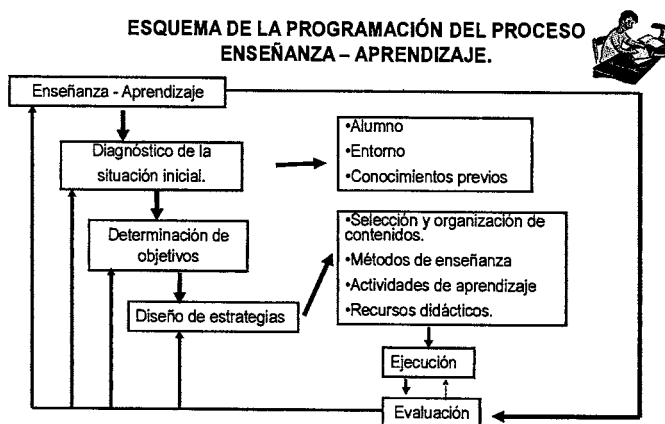 ESQUEMA DE LA PROGRAMACIÓN DEL PROCESO
ENSEÑANZA – APRENDIZAJE.
Enseñanza - Aprendizaje
Diagnóstico de la
situación inicial.
•Alumno
•Entorno
•Conocimientos previos
Determinación de
objetivos
•Selección y organización de
contenidos.
•Métodos de enseñanza
•Actividades de aprendizaje
•Recursos didácticos.
Diseño de estrategias
Ejecución
Evaluación